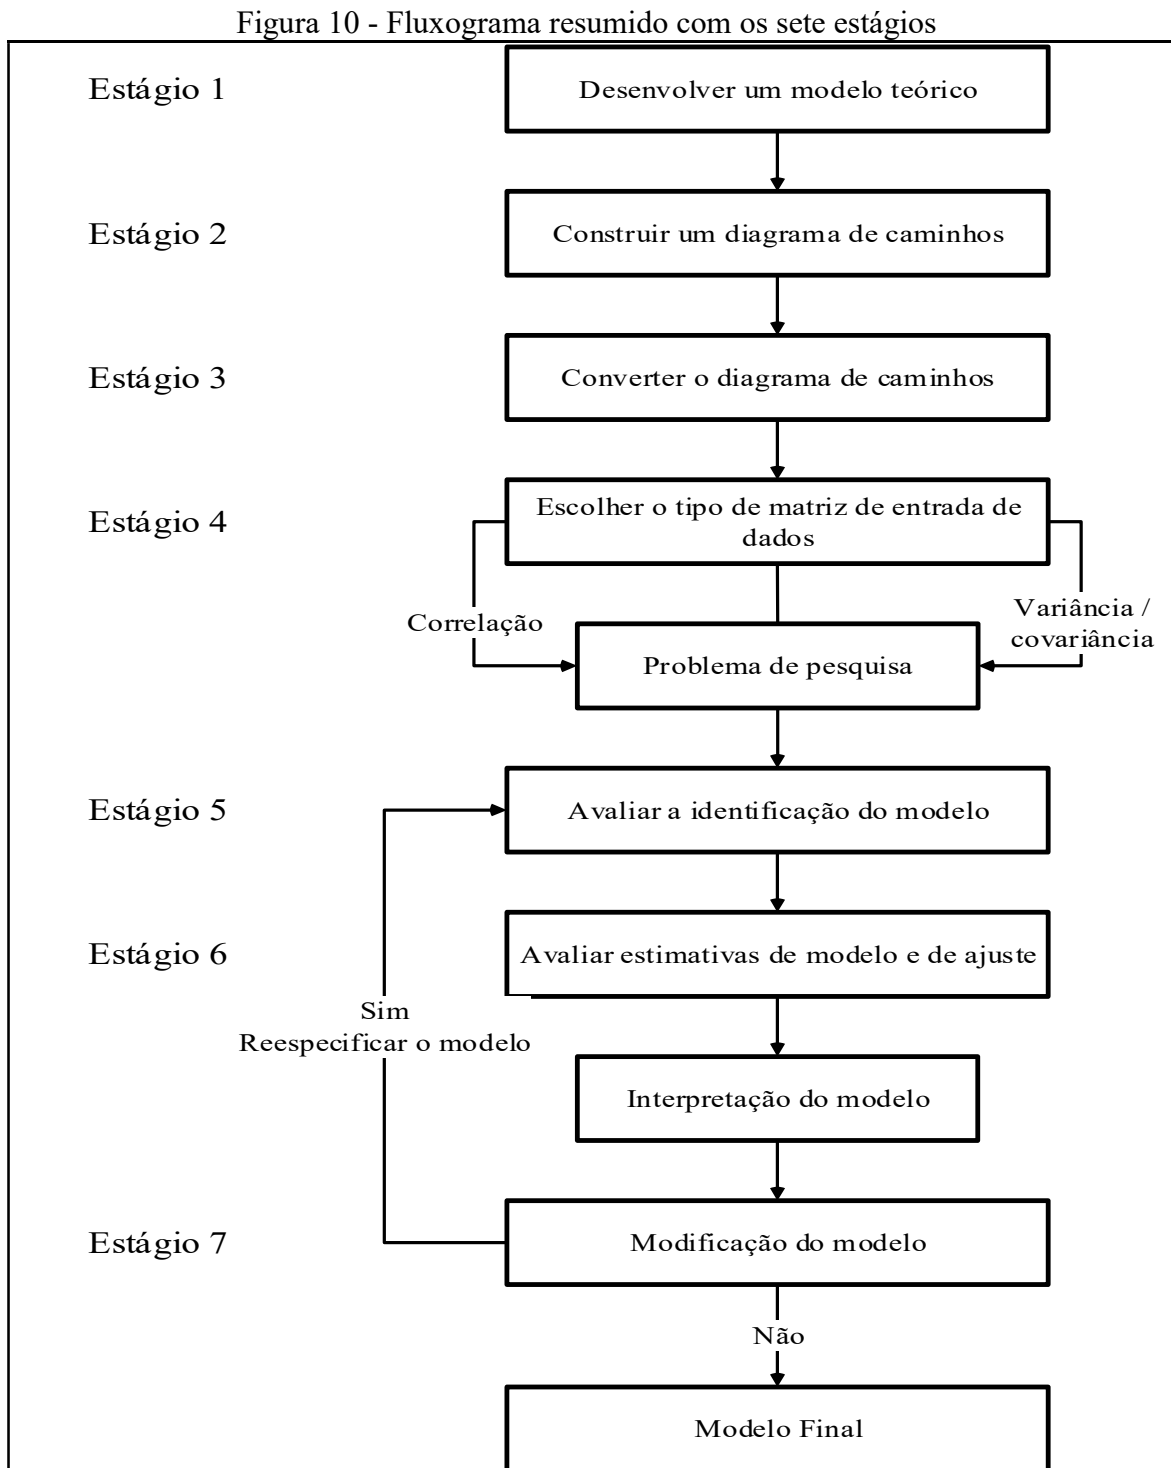 Figura 10 - Fluxograma resumido com os sete estágios
Estágio 1
Desenvolver um modelo teórico
Estágio 2
Construir um diagrama de caminhos
Estágio 3
Converter o diagrama de caminhos
Estágio 4
Escolher o tipo de matriz de entrada de
dados
Correlação
Variância /
covariância
Problema de pesquisa
Estágio 5
Avaliar a identificação do modelo
Estágio 6
Avaliar estimativas de modelo e de ajuste
Sim
Reespecificar o modelo
Interpretação do modelo
Estágio 7
Modificação do modelo
Não
Modelo Final